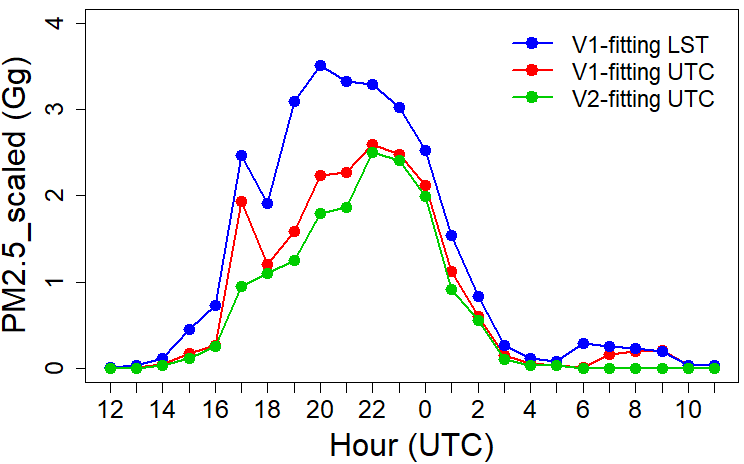 V1-fitting LST
V1-fitting UTC
V2-fitting UTC
PM2.5_scaled (Gg)
4
3
2
1
0
12 14 16 18 20 22 0 2 4 6 8 10
Hour (UTC)